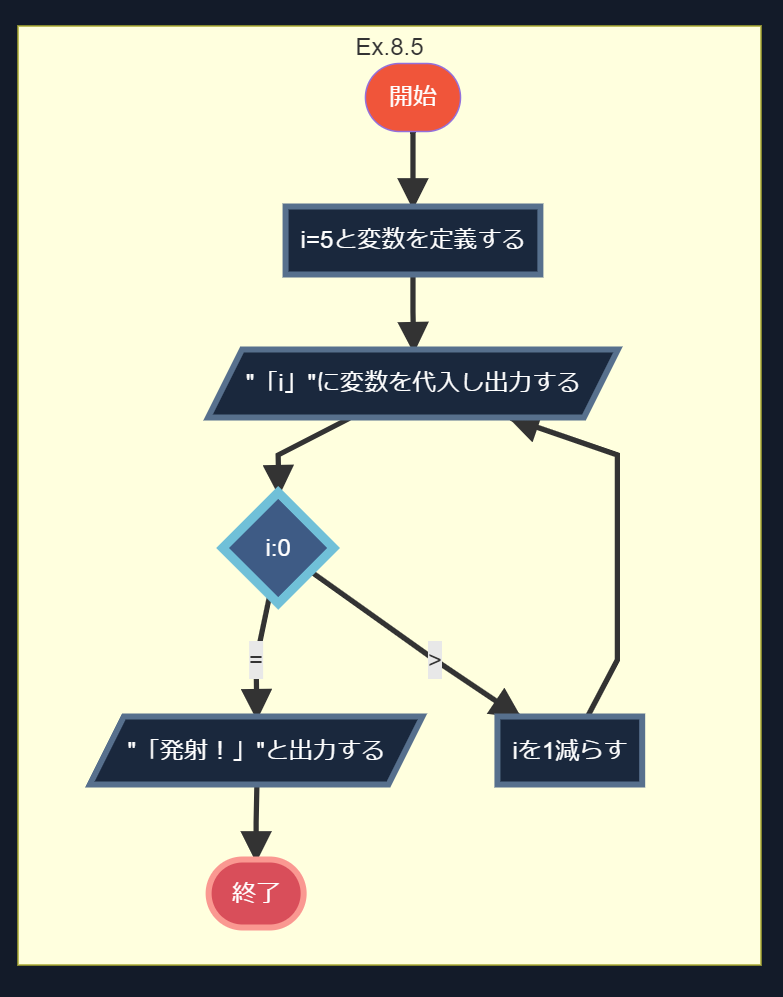 Ex.8.5
開始
i=5と変数を定義する
"「i」"に変数を代入し出力する
i:0
=
>
"「発射！」"と出力する
iを1減らす
終了